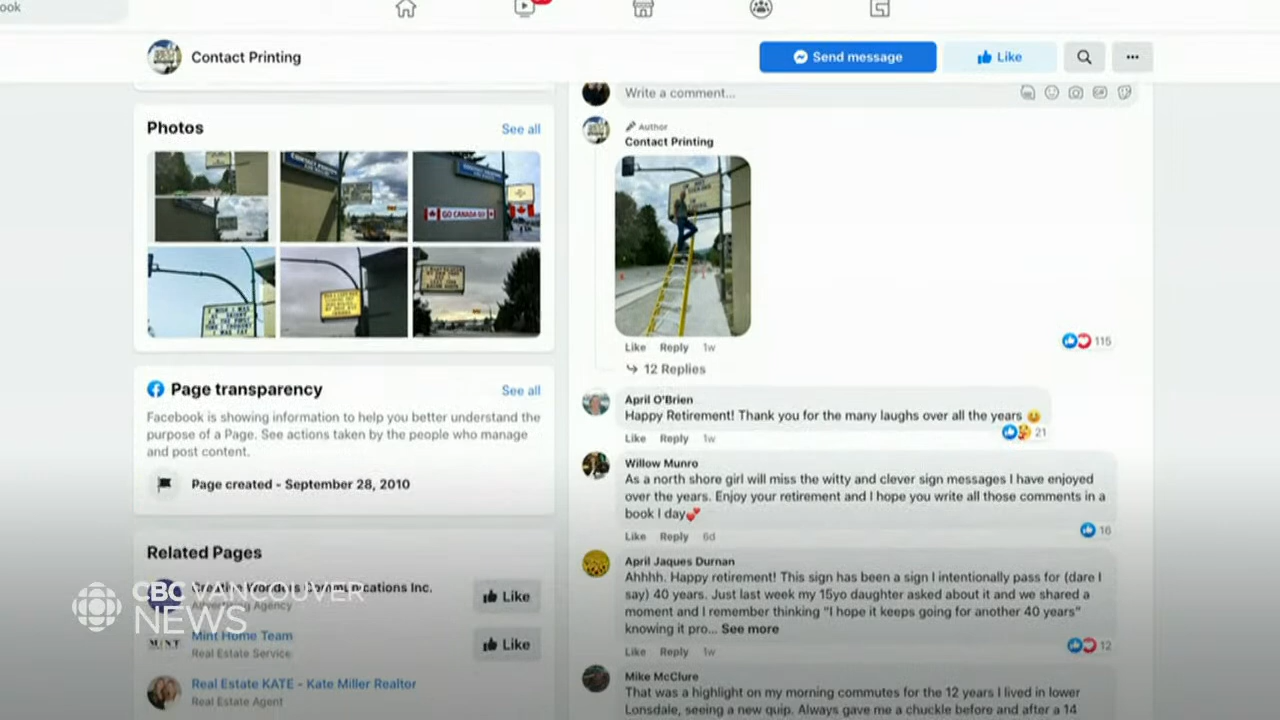 ook
Contact Printing
Send message
Like
Write a comment...
Photos
See all
GO CANADA GO
Author
Contact Printing
Like Reply 1w
115
12 Replies
Page transparency
See all
Facebook is showing information to help you better understand the
purpose of a Page. See actions taken by the people who manage
and post content.
Page created - September 28, 2010
April O'Brien
Happy Retirement! Thank you for the many laughs over all the years
21
Like Reply 1w
Willow Munro
As a north shore girl will miss the witty and clever sign messages I have enjoyed
over the years. Enjoy your retirement and I hope you write all those comments in a
book I day
16
Like Reply 6d
Related Pages
Creative Wonders Communications Inc.
Advertising Agency
Like
Mint Home Team
Real Estate Service
Like
MINT
Real Estate KATE - Kate Miller Realtor
Real Estate Agent
April Jaques Durnan
Ahhhh. Happy retirement! This sign has been a sign I intentionally pass for (dare I
say) 40 years. Just last week my 15yo daughter asked about it and we shared a
moment and I remember thinking "I hope it keeps going for another 40 years"
knowing it pro... See more
12
Like Reply 1w
Mike McClure
That was a highlight on my morning commutes for the 12 years I lived in lower
Lonsdale, seeing a new quip. Always gave me a chuckle before and after a 14
CBC VANCOUVER
NEWS